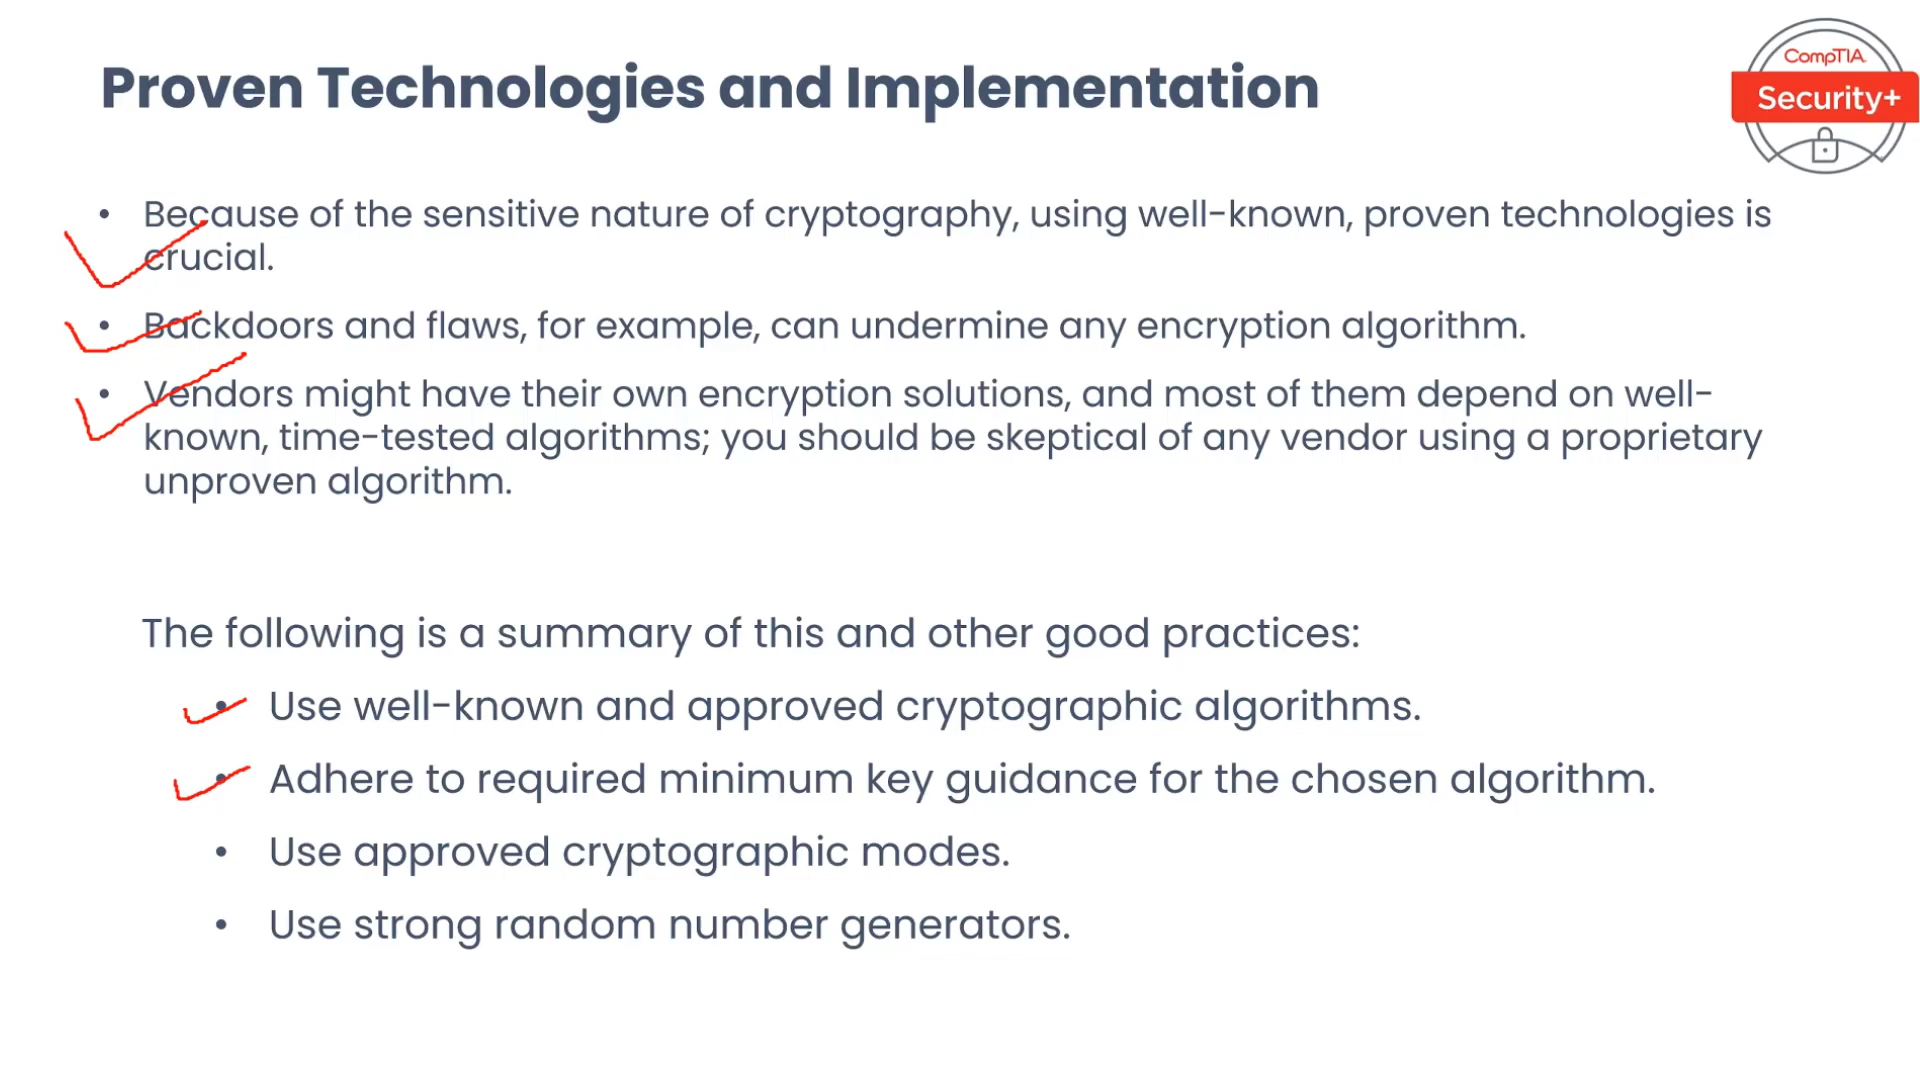 Proven Technologies and Implementation
CompTIA
Security+
• Because of the sensitive nature of cryptography, using well-known, proven technologies is
crucial.
• Backdoors and flaws, for example, can undermine any encryption algorithm.
• Vendors might have their own encryption solutions, and most of them depend on well-
known, time-tested algorithms; you should be skeptical of any vendor using a proprietary
unproven algorithm.
The following is a summary of this and other good practices:
• Use well-known and approved cryptographic algorithms.
• Adhere to required minimum key guidance for the chosen algorithm.
• Use approved cryptographic modes.
• Use strong random number generators.